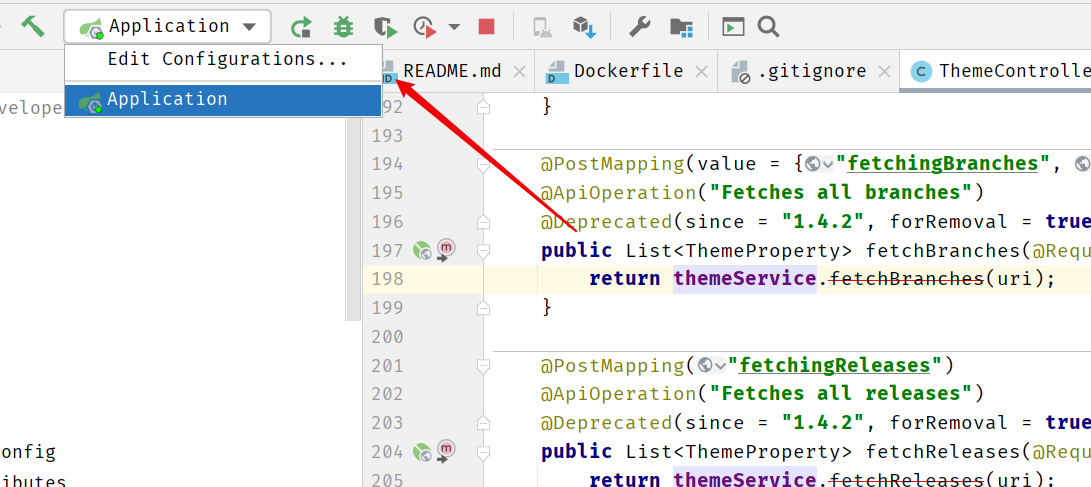 Application
Edit Configurations...
Application
README.md
Dockerfile
.gitignore
ThemeControlle
velope
onfig
ibutes
192 }
193
194 @PostMapping(value = {"fetchingBranches",
195 @ApiOperation("Fetches all branches")
196 @Deprecated(since = "1.4.2", forRemoval = true
197 public List<ThemeProperty> fetchBranches(@Requ
198 return themeService.fetchBranches(uri);
199 }
200
201 @PostMapping("fetchingReleases")
202 @ApiOperation("Fetches all releases")
203 @Deprecated(since = "1.4.2", forRemoval = true
204 public List<ThemeProperty> fetchReleases(@Requ
205 return themeService.fetchReleases(uri);